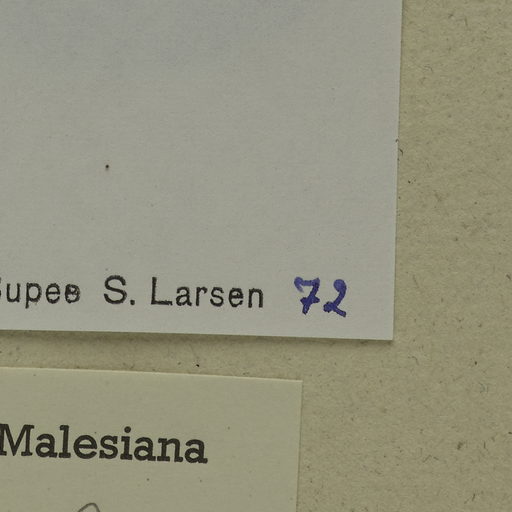 Supee S. Larsen 72
Malesiana